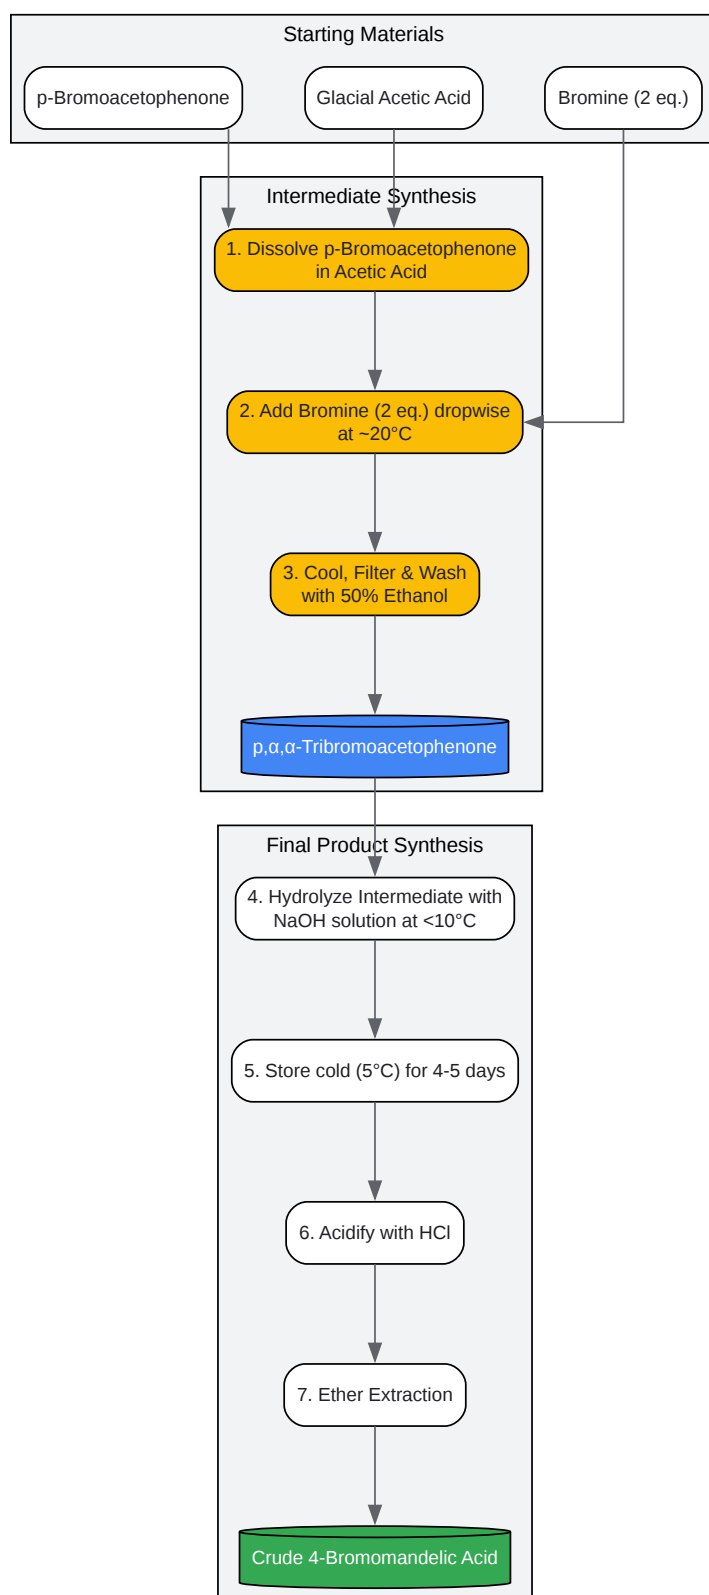 Starting Materials
p-Bromoacetophenone
Glacial Acetic Acid
Bromine (2 eq.)
Intermediate Synthesis
1. Dissolve p-Bromoacetophenone
in Acetic Acid
2. Add Bromine (2 eq.) dropwise
at ~20°C
3. Cool, Filter & Wash
with 50% Ethanol
p,α,α-Tribromoacetophenone
Final Product Synthesis
4. Hydrolyze Intermediate with
NaOH solution at <10°C
5. Store cold (5°C) for 4-5 days
6. Acidify with HCl
7. Ether Extraction
Crude 4-Bromomandelic Acid